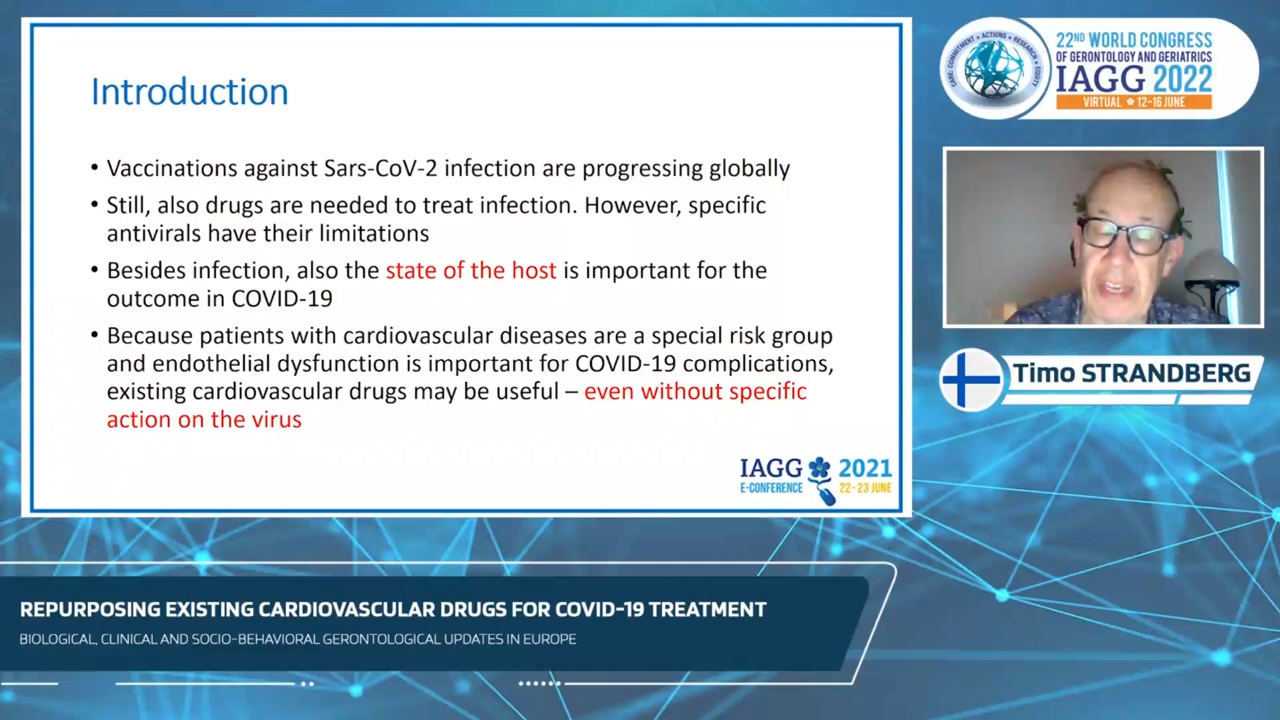 Introduction
• Vaccinations against Sars-CoV-2 infection are progressing globally
• Still, also drugs are needed to treat infection. However, specific
antivirals have their limitations
• Besides infection, also the state of the host is important for the
outcome in COVID-19
• Because patients with cardiovascular diseases are a special risk group
and endothelial dysfunction is important for COVID-19 complications,
existing cardiovascular drugs may be useful – even without specific
action on the virus
IAGG 2021
E-CONFERENCE 22-23 JUNE
CARE COMMITMENT • ACTIONS • RESEARCH • EQUITY
22ND WORLD CONGRESS
OF GERONTOLOGY AND GERIATRICS
IAGG 2022
VIRTUAL 12-16 JUNE
Timo STRANDBERG
REPURPOSING EXISTING CARDIOVASCULAR DRUGS FOR COVID-19 TREATMENT
BIOLOGICAL, CLINICAL AND SOCIO-BEHAVIORAL GERONTOLOGICAL UPDATES IN EUROPE